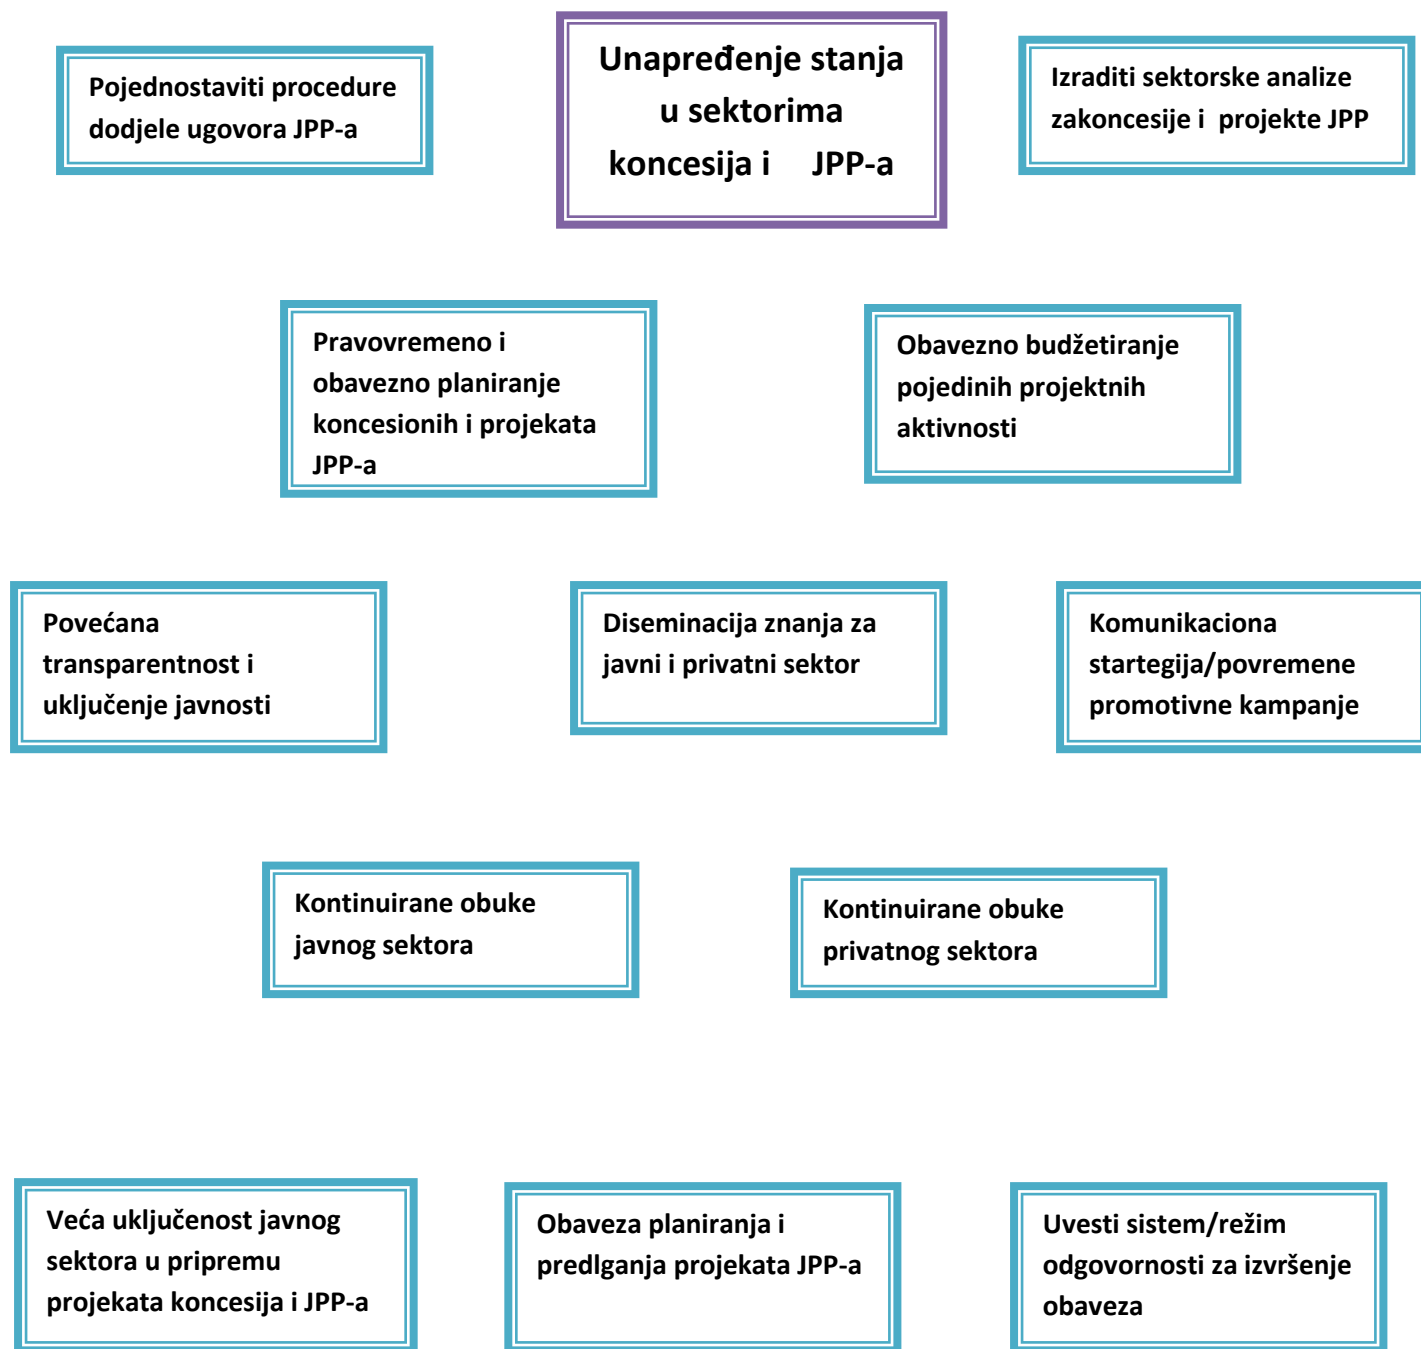 Pojednostaviti procedure
dodjele ugovora JPP-a
Unapređenje stanja
u sektorima
koncesija i JPP-a
Izraditi sektorske analize
zakoncesije i projekte JPP
Pravovremeno i
obavezno planiranje
koncesionih i projekata
JPP-a
Obavezno budžetiranje
pojedinih projektnih
aktivnosti
Povećana
transparentnost i
uključenje javnosti
Diseminacija znanja za
javni i privatni sektor
Komunikaciona
startegija/povremene
promotivne kampanje
Kontinuirane obuke
javnog sektora
Kontinuirane obuke
privatnog sektora
Veća uključenost javnog
sektora u pripremu
projekata koncesija i JPP-a
Obaveza planiranja i
predlganja projekata JPP-a
Uvesti sistem/režim
odgovornosti za izvršenje
obaveza